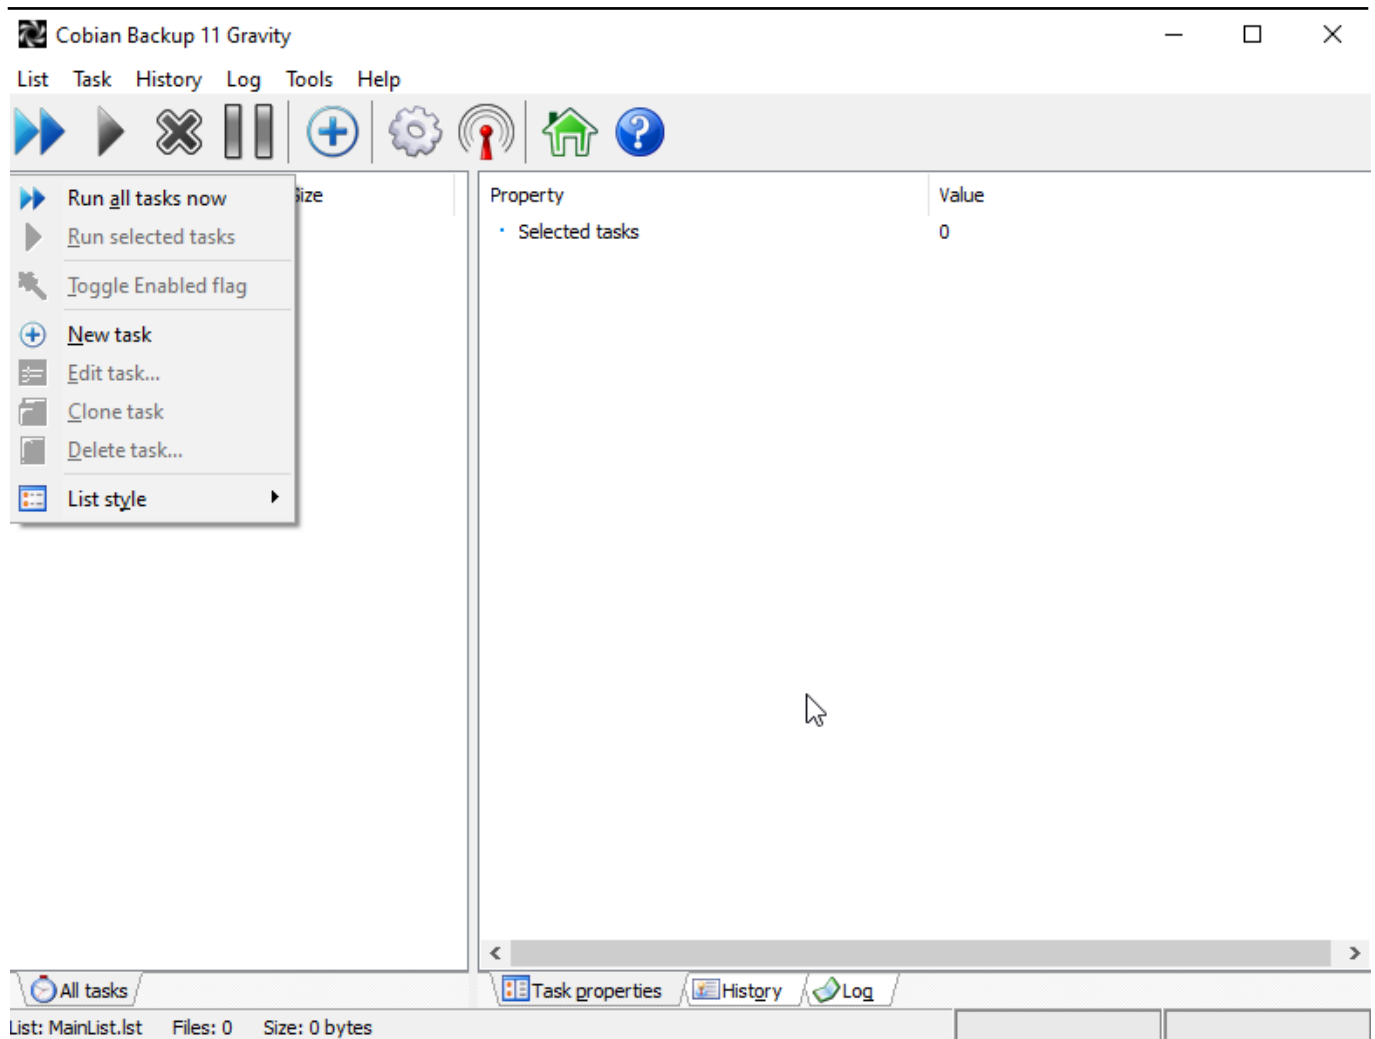 Cobian Backup 11 Gravity
List Task History Log Tools Help
Run all tasks now
Run selected tasks
Toggle Enabled flag
New task
Edit task...
Clone task
Delete task...
List style
Size
Property Value
Selected tasks 0
All tasks
Task properties History Log
List: MainList.lst Files: 0 Size: 0 bytes